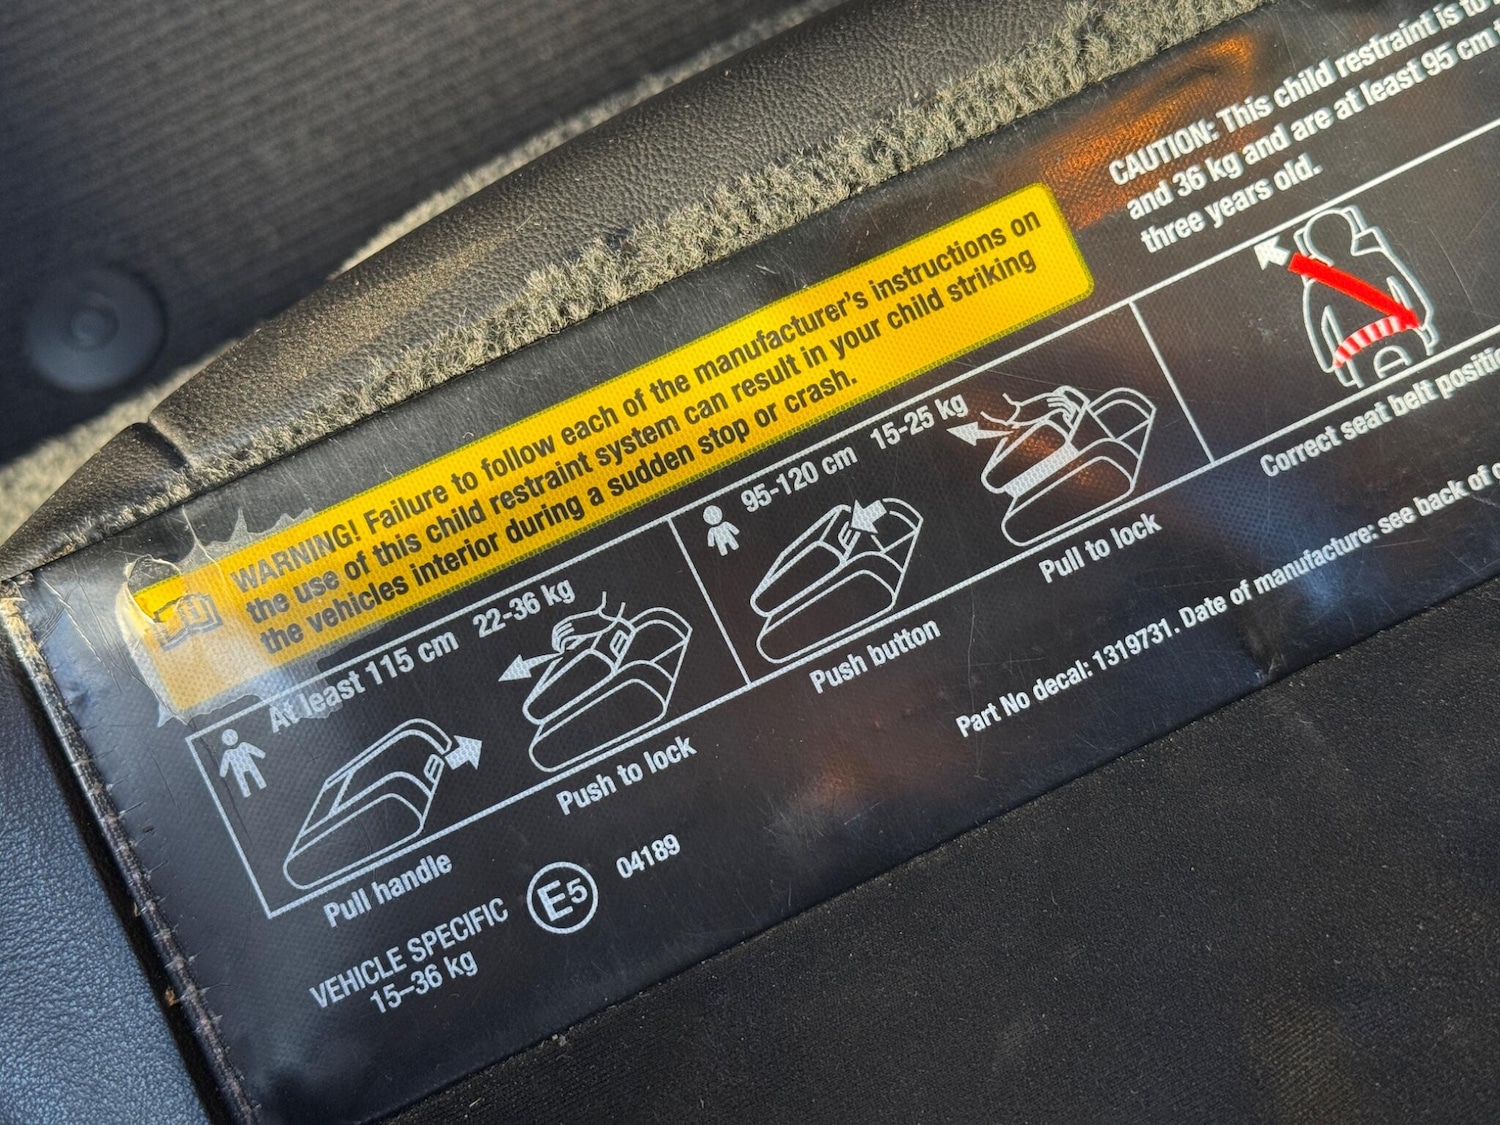 CAUTION: This child restraint is to
and 36 kg and are at least 95 cm
three years old.
WARNING! Failure to follow each of the manufacturer's instructions on
the use of this child restraint system can result in your child striking
the vehicles interior during a sudden stop or crash.
At least 115 cm 22-36 kg
Pull handle
Push to lock
95-120 cm 15-25 kg
Push button
Pull to lock
Correct seat belt positio
VEHICLE SPECIFIC
15–36 kg
E5
04189
Part No decal: 1319731. Date of manufacture: see back of